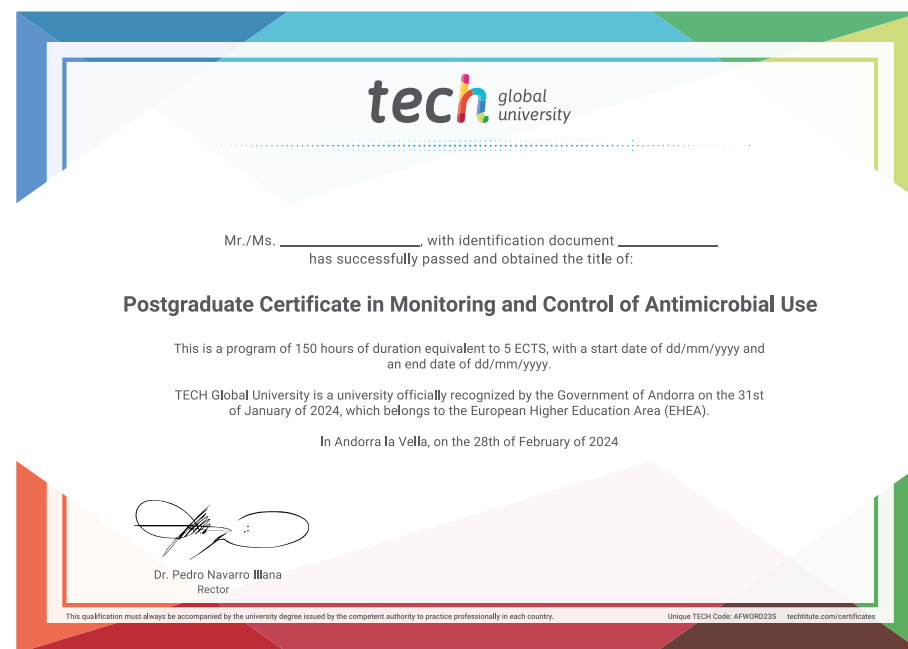 tech global
university
Mr./Ms. ____________, with identification document ____________
has successfully passed and obtained the title of:
Postgraduate Certificate in Monitoring and Control of Antimicrobial Use
This is a program of 150 hours of duration equivalent to 5 ECTS, with a start date of dd/mm/yyyy and
an end date of dd/mm/yyyy.
TECH Global University is a university officially recognized by the Government of Andorra on the 31st
of January of 2024, which belongs to the European Higher Education Area (EHEA).
In Andorra la Vella, on the 28th of February of 2024
Dr. Pedro Navarro Illana
Rector
This qualification must always be accompanied by the university degree issued by the competent authority to practice professionally in each country.
Unique TECH Code: AFWORD23S techtitute.com/certificates